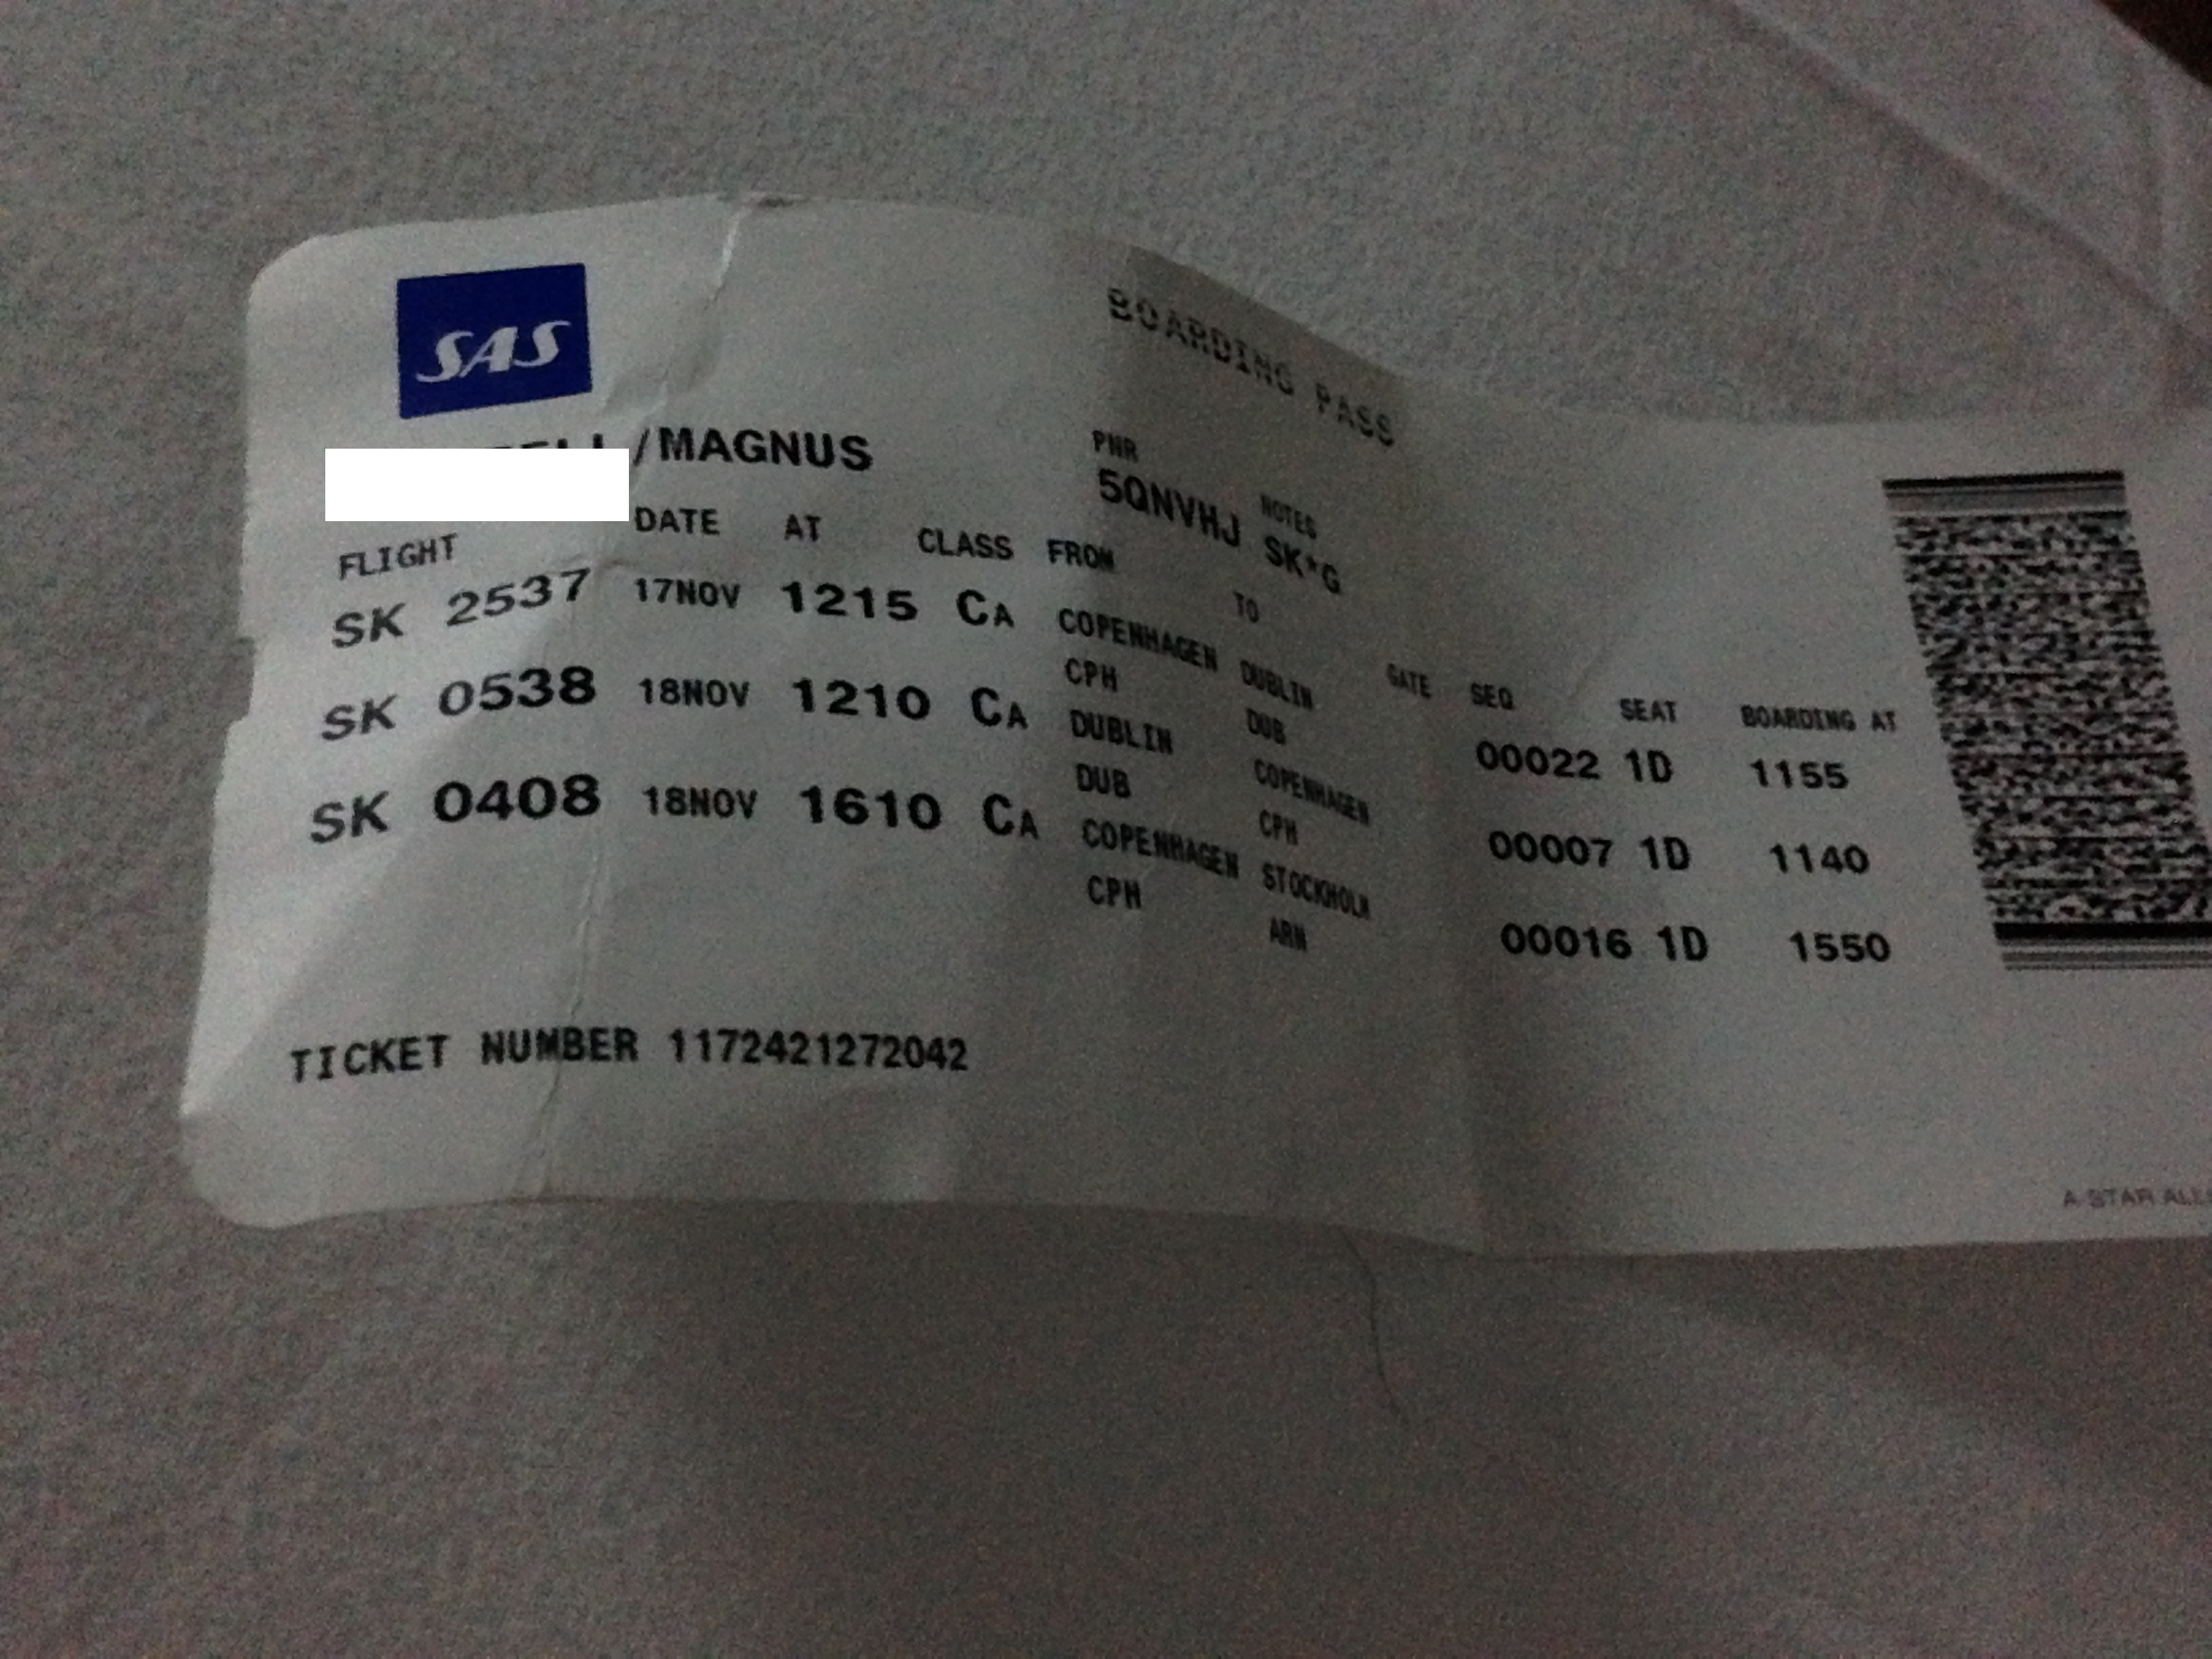 SAS
BOARDING PASS
/MAGNUS
PNR NOTES
5QNVHJ SK*G
FLIGHT DATE AT CLASS FROM TO GATE SEQ SEAT BOARDING AT
SK 2537 17NOV 1215 CA COPENHAGEN DUBLIN 00022 1D 1155
CPH DUB
SK 0538 18NOV 1210 CA DUBLIN COPENHAGEN 00007 1D 1140
DUB CPH
SK 0408 18NOV 1610 CA COPENHAGEN STOCKHOLM 00016 1D 1550
CPH ARN
TICKET NUMBER 1172421272042
A STAR